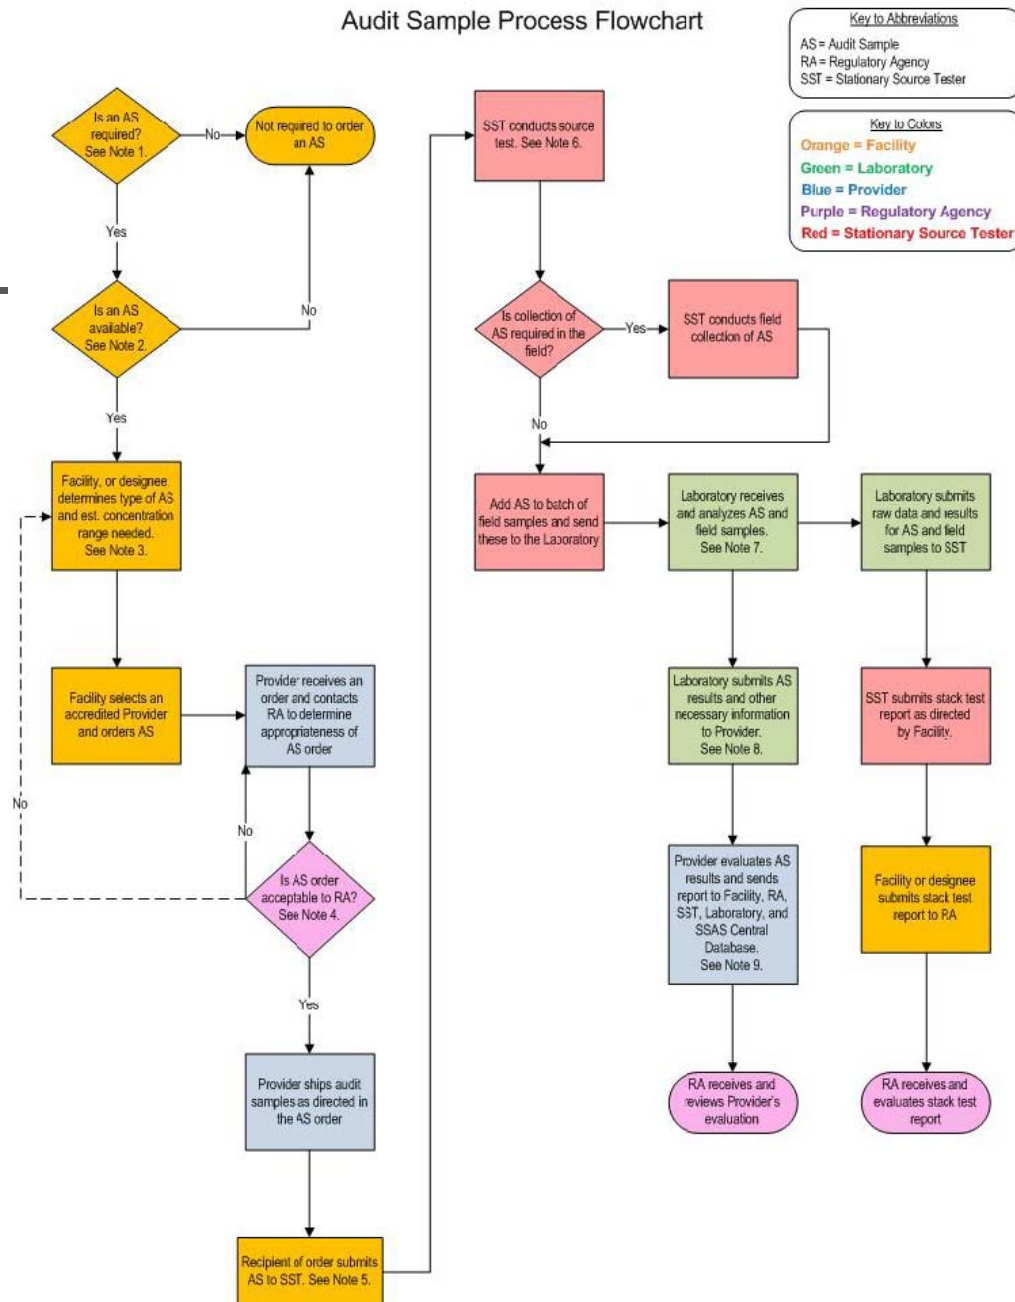 Audit Sample Process Flowchart
Key to Abbreviations
AS = Audit Sample
RA = Regulatory Agency
SST = Stationary Source Tester
Key to Colors
Orange = Facility
Green = Laboratory
Blue = Provider
Purple = Regulatory Agency
Red = Stationary Source Tester
Is an AS
required?
See Note 1.
No
Not required to order
an AS
Yes
Is an AS
available?
See Note 2.
No
Yes
Facility, or designee,
determines type of AS
and est. concentration
range needed.
See Note 3.
Facility selects an
accredited Provider
and orders AS
Provider receives an
order and contacts
RA to determine
appropriateness of
AS order
No
No
Is AS order
acceptable to RA?
See Note 4.
Yes
Provider ships audit
samples as directed in
the AS order
Recipient of order submits
AS to SST. See Note 5.
SST conducts source
test. See Note 6.
Is collection of
AS required in the
field?
Yes
SST conducts field
collection of AS
No
Add AS to batch of
field samples and send
these to the Laboratory
Laboratory receives
and analyzes AS and
field samples.
See Note 7.
Laboratory submits
raw data and results
for AS and field
samples to SST
Laboratory submits AS
results and other
necessary information
to Provider.
See Note 8.
SST submits stack test
report as directed
by Facility.
Provider evaluates AS
results and sends
report to Facility, RA,
SST, Laboratory, and
SSAS Central
Database.
See Note 9.
Facility or designee
submits stack test
report to RA
RA receives and
reviews Provider's
evaluation
RA receives and
evaluates stack test
report